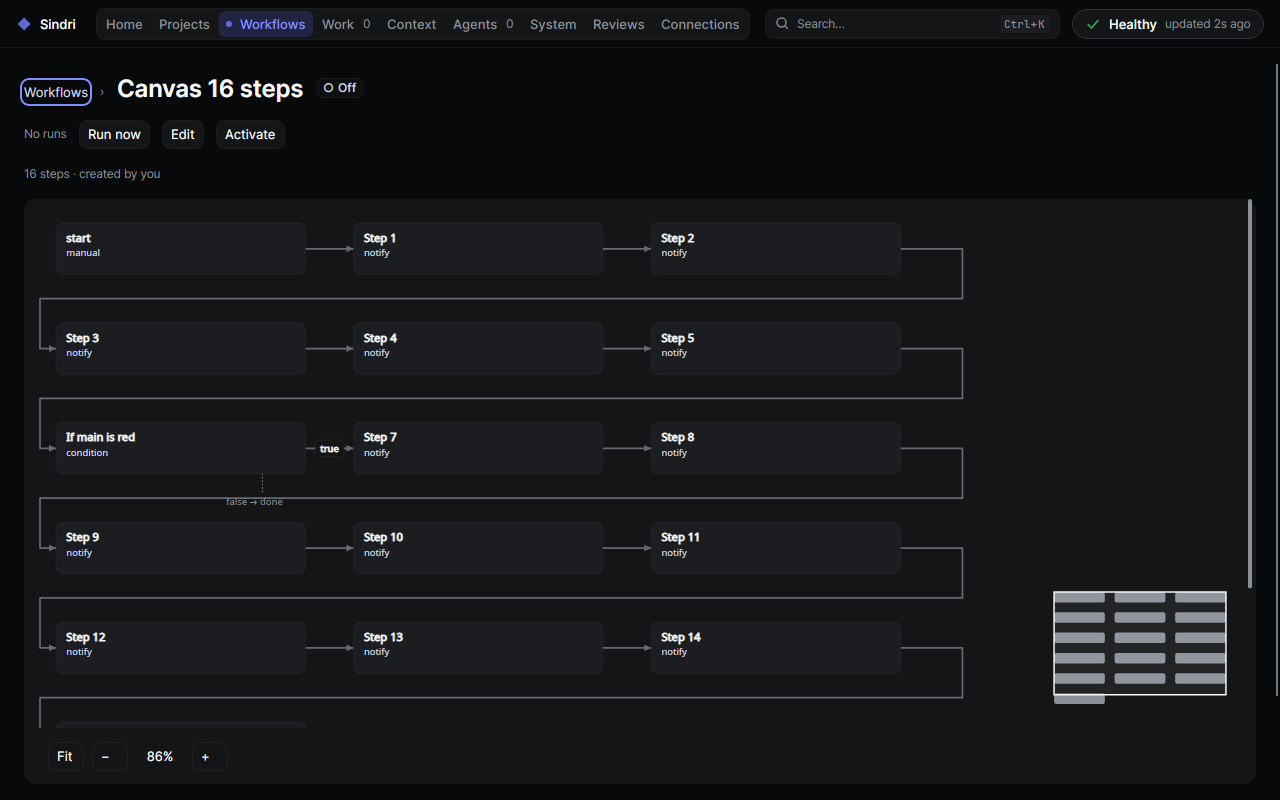 Sindri Home Projects Workflows Work 0 Context Agents 0 System Reviews Connections Search... Ctrl+K Healthy updated 2s ago
Workflows › Canvas 16 steps Off
No runs Run now Edit Activate
16 steps · created by you
start Step 1 Step 2
manual notify notify
Step 3 Step 4 Step 5
notify notify notify
If main is red true Step 7 Step 8
condition notify notify
false → done
Step 9 Step 10 Step 11
notify notify notify
Step 12 Step 13 Step 14
notify notify notify
Fit − 86% +